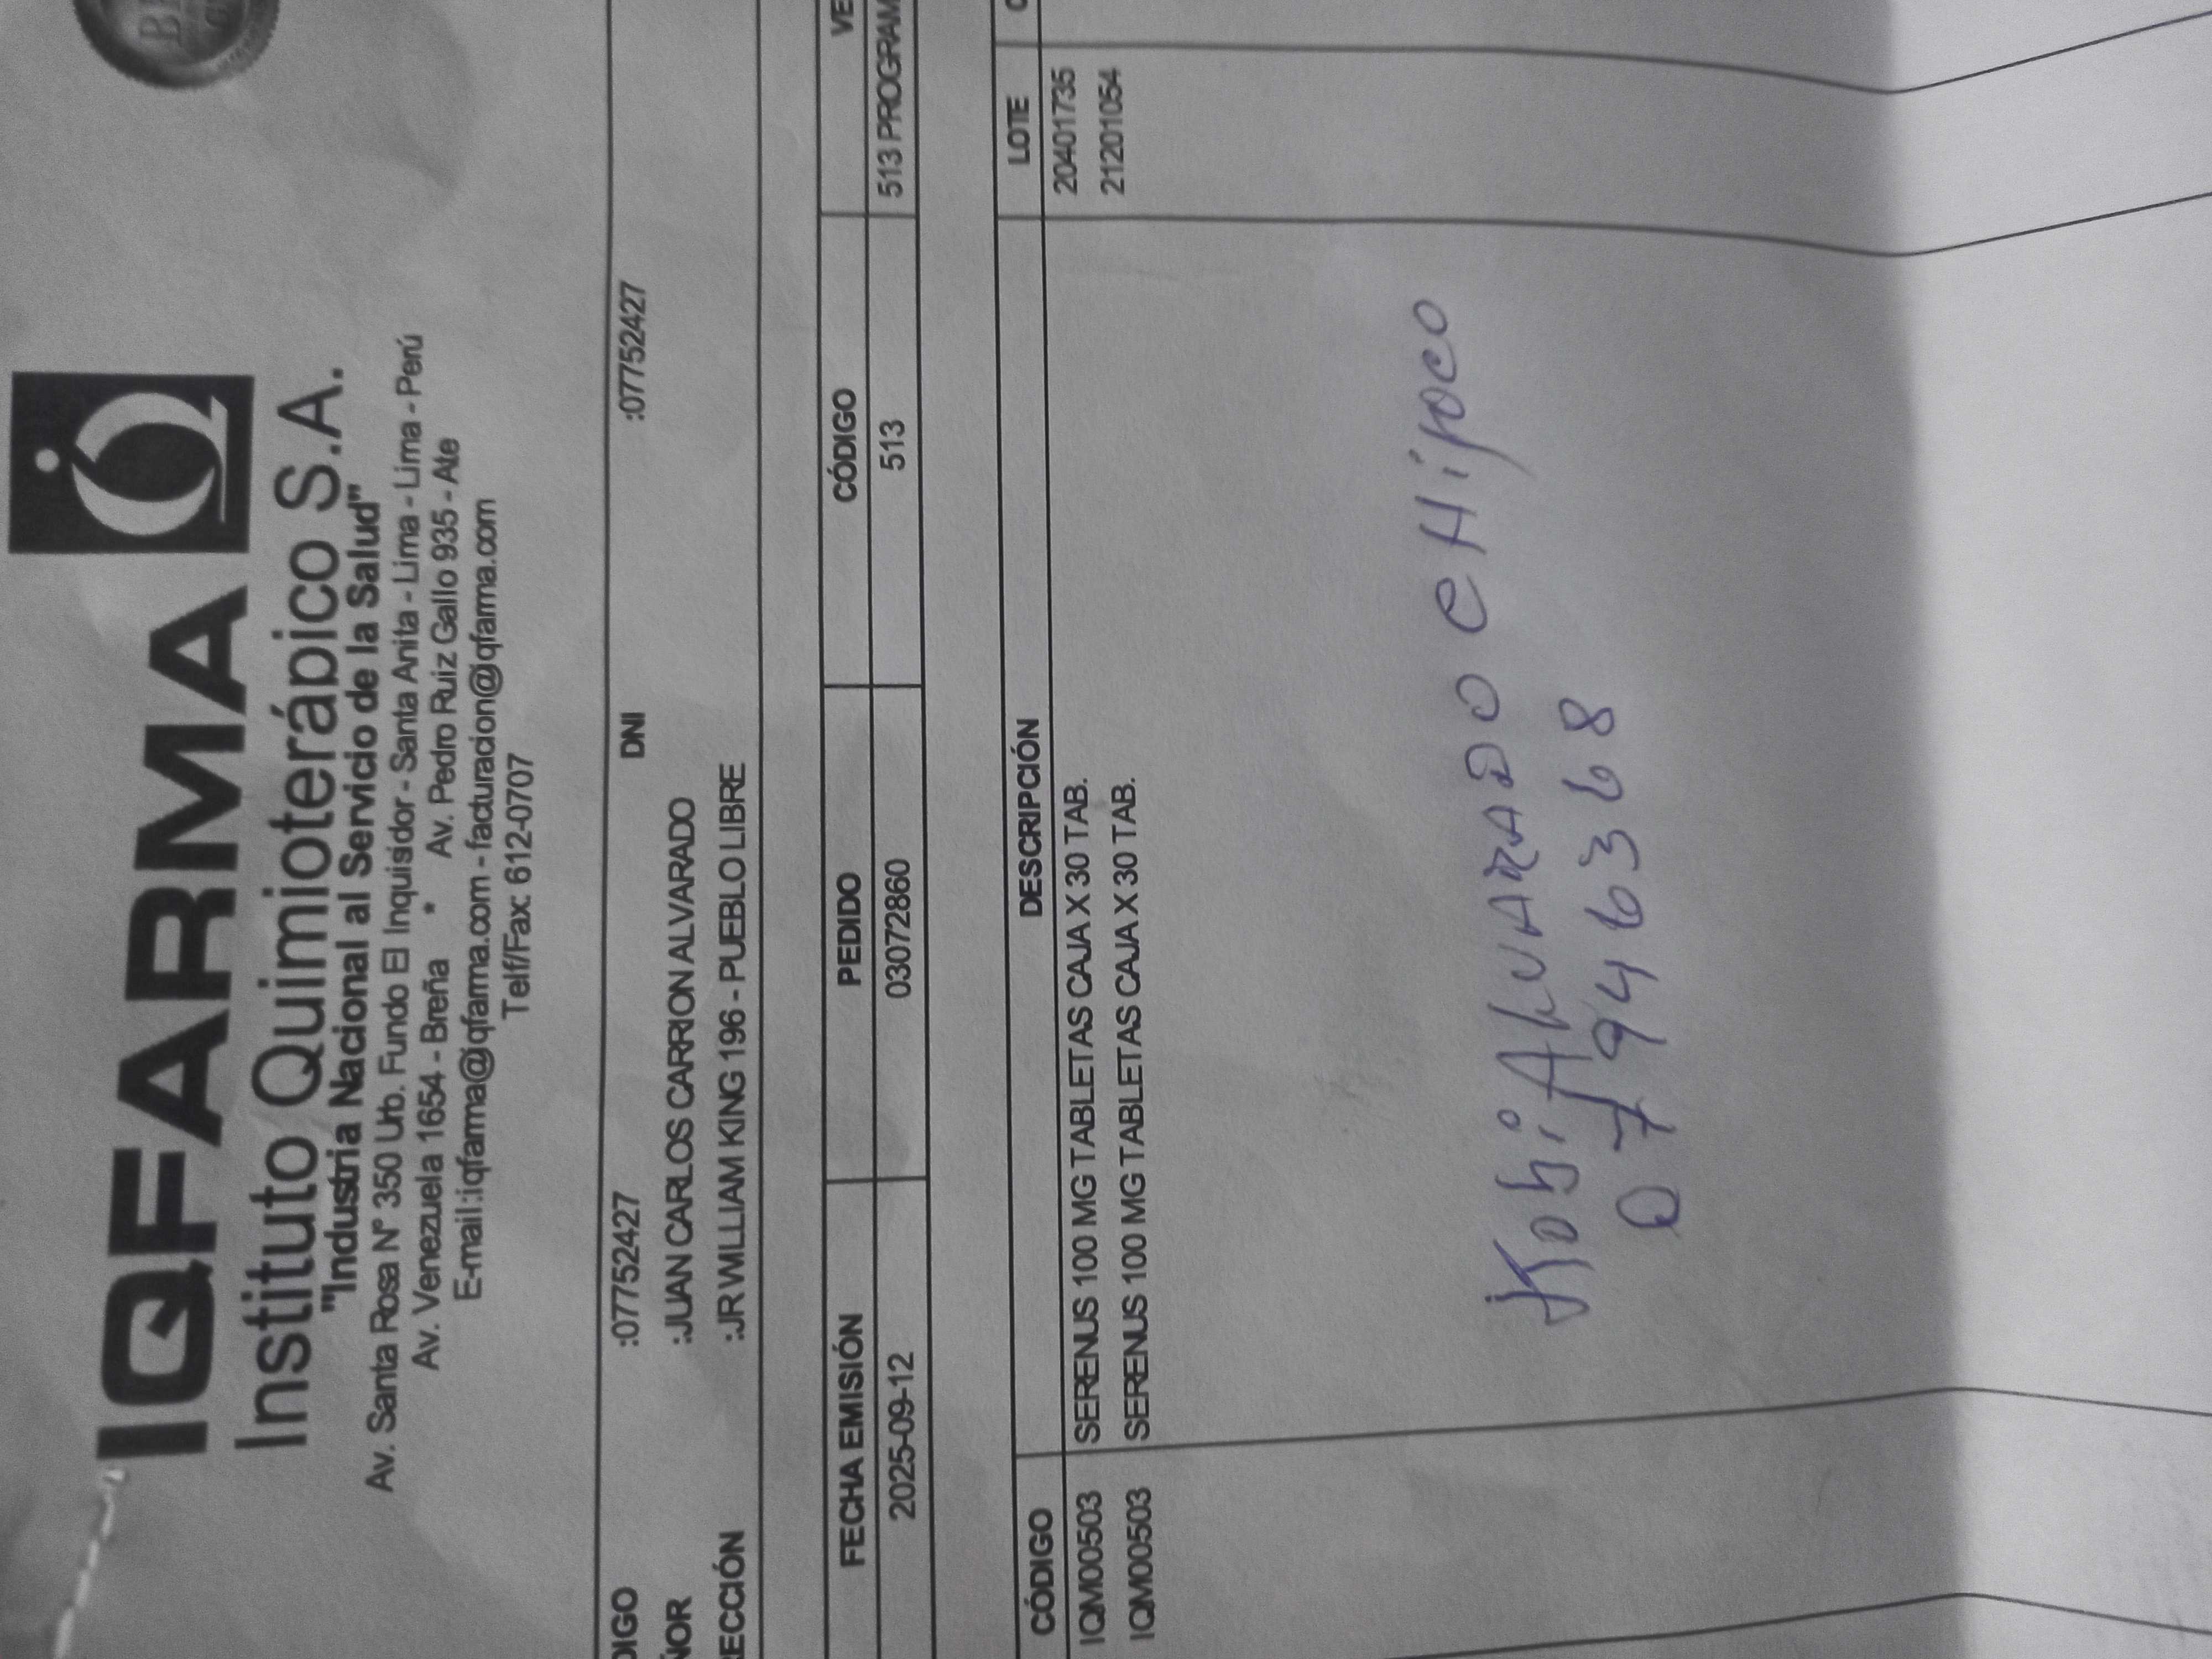 IQFARMA
Instituto Quimioterápico S.A.
"Industria Nacional al Servicio de la Salud"
Av. Santa Rosa Nº 350 Urb. Fundo El Inquisidor - Santa Anita - Lima - Lima - Perú
Av. Venezuela 1654 - Breña * Av. Pedro Ruiz Gallo 935 - Ate
E-mail:iqfarma@iqfarma.com - facturacion@iqfarma.com
Telf/Fax: 612-0707
DIGO :07752427 DNI :07752427
ÑOR :JUAN CARLOS CARRION ALVARADO
RECCIÓN :JR WILLIAM KING 196 - PUEBLO LIBRE
FECHA EMISIÓN PEDIDO CÓDIGO VE
2025-09-12 03072860 513 513 PROGRAM
CÓDIGO DESCRIPCIÓN LOTE C
IQM00503 SERENUS 100 MG TABLETAS CAJA X 30 TAB. 20401735
IQM00503 SERENUS 100 MG TABLETAS CAJA X 30 TAB. 21201054
ALVARADO
07946368